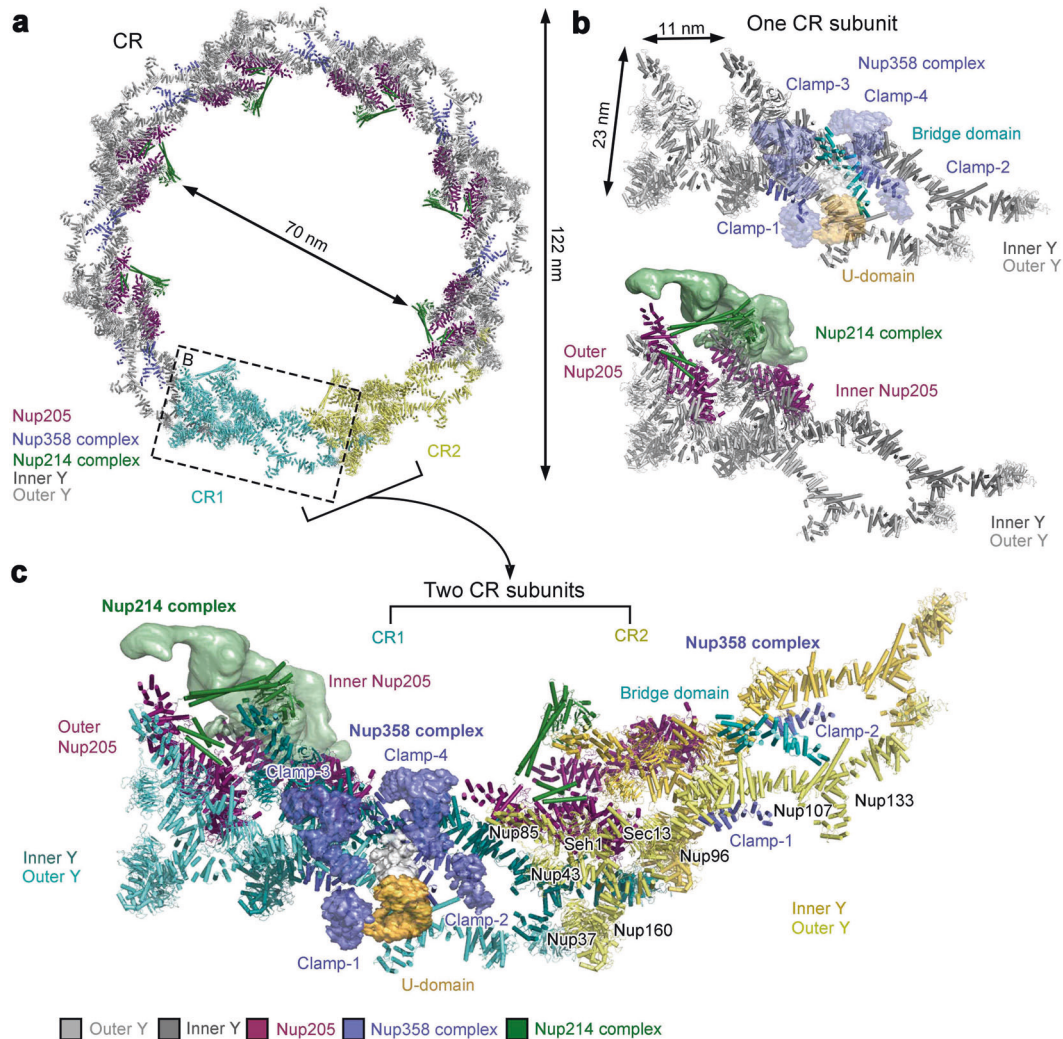 a
CR
70 nm
122 nm
B
Nup205
Nup358 complex
Nup214 complex
Inner Y
Outer Y
CR1
CR2
b
One CR subunit
11 nm
23 nm
Nup358 complex
Clamp-3
Clamp-4
Bridge domain
Clamp-2
Clamp-1
U-domain
Inner Y
Outer Y
Nup214 complex
Outer
Nup205
Inner Nup205
Inner Y
Outer Y
c
Two CR subunits
CR1
CR2
Nup214 complex
Inner Nup205
Outer
Nup205
Nup358 complex
Clamp-3
Clamp-4
Inner Y
Outer Y
Clamp-1
Clamp-2
U-domain
Nup358 complex
Bridge domain
Clamp-2
Nup85
Seh1
Sec13
Nup43
Nup96
Nup107
Nup133
Clamp-1
Nup37
Nup160
Inner Y
Outer Y
Outer Y
Inner Y
Nup205
Nup358 complex
Nup214 complex